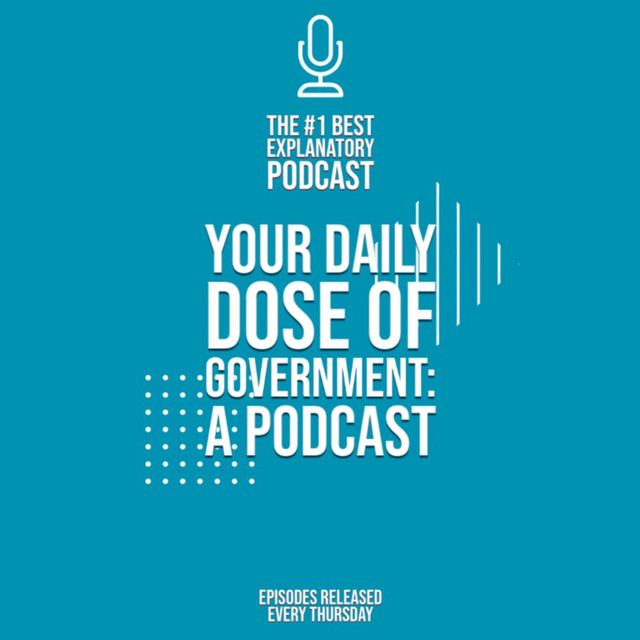 THE #1 BEST
EXPLANATORY
PODCAST
YOUR DAILY
DOSE OF
GOVERNMENT:
A PODCAST
EPISODES RELEASED
EVERY THURSDAY